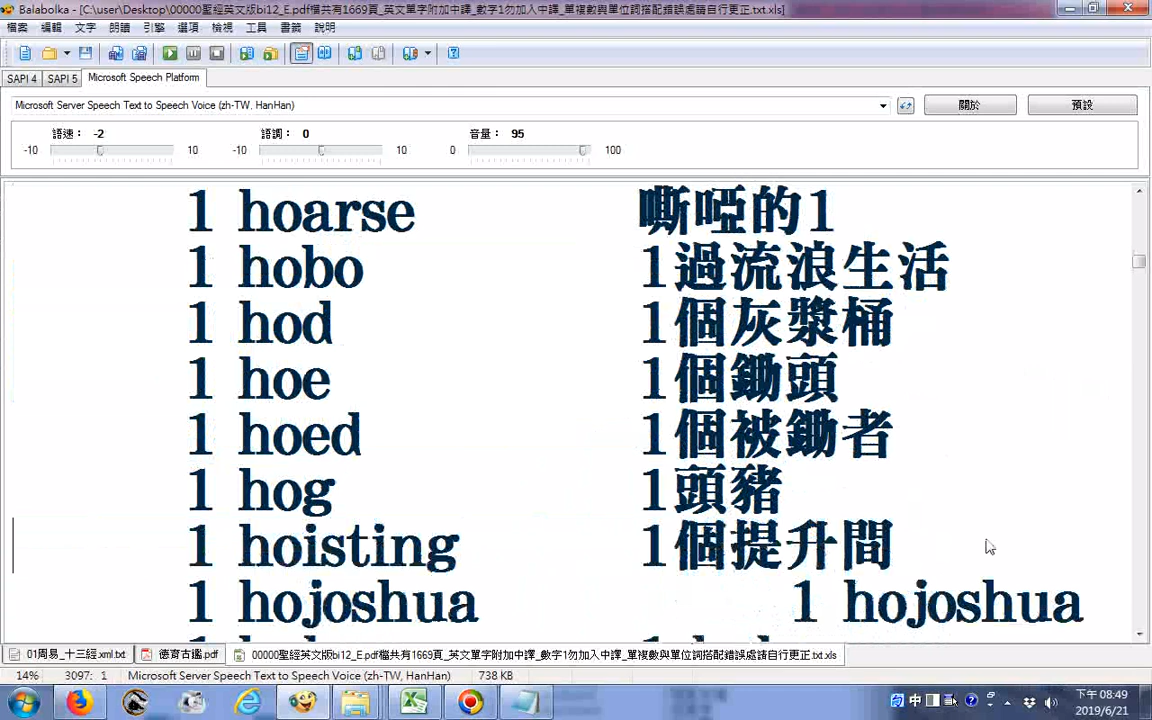 Balabolka - [C:\user\Desktop\00000聖經英文版bi12_E.pdf檔共有1669頁_英文單字附加中譯_數字1勿加入中譯_單複數與單位詞搭配錯誤處請自行更正.txt.xls]
檔案 編輯 文字 朗讀 引擎 選項 檢視 工具 書籤 說明
SAPI 4 SAPI 5 Microsoft Speech Platform
Microsoft Server Speech Text to Speech Voice (zh-TW, HanHan) 關於 預設
語速： -2 語調： 0 音量： 95
-10 10 -10 10 0 100
1 hoarse 嘶啞的1
1 hobo 1過流浪生活
1 hod 1個灰漿桶
1 hoe 1個鋤頭
1 hoed 1個被鋤者
1 hog 1頭豬
1 hoisting 1個提升間
1 hojoshua 1 hojoshua
01周易_十三經.xml.txt 德育古鑑.pdf 00000聖經英文版bi12_E.pdf檔共有1669頁_英文單字附加中譯_數字1勿加入中譯_單複數與單位詞搭配錯誤處請自行更正.txt.xls
14% 3097: 1 Microsoft Server Speech Text to Speech Voice (zh-TW, HanHan) 738 KB
中 下午 08:49
2019/6/21